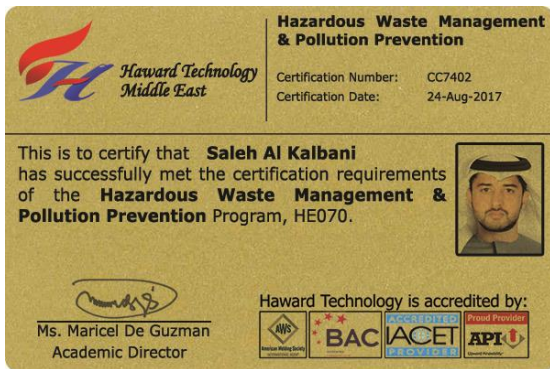 Haward Technology
Middle East
Hazardous Waste Management
& Pollution Prevention
Certification Number: CC7402
Certification Date: 24-Aug-2017
This is to certify that Saleh Al Kalbani
has successfully met the certification requirements
of the Hazardous Waste Management &
Pollution Prevention Program, HE070.
Ms. Maricel De Guzman
Academic Director
Haward Technology is accredited by:
AWS
American Welding Society
BAC
ACCREDITED
IACET
PROVIDER
Proud Provider
API